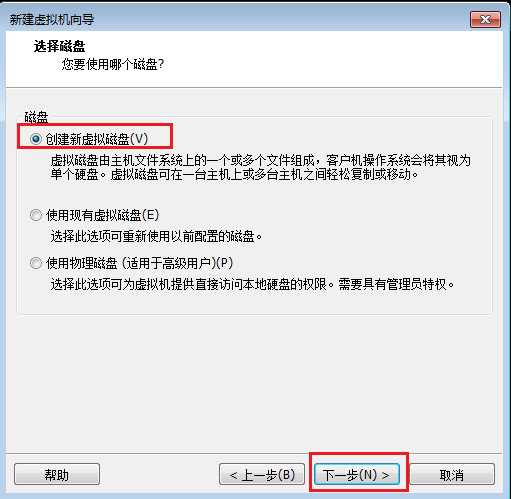 新建虚拟机向导
选择磁盘
您要使用哪个磁盘?
磁盘
创建新虚拟磁盘(V)
虚拟磁盘由主机文件系统上的一个或多个文件组成，客户机操作系统会将其视为
单个硬盘。虚拟磁盘可在一台主机上或多台主机之间轻松复制或移动。
使用现有虚拟磁盘(E)
选择此选项可重新使用以前配置的磁盘。
使用物理磁盘 (适用于高级用户)(P)
选择此选项可为虚拟机提供直接访问本地硬盘的权限。需要具有管理员特权。
帮助
< 上一步(B)
下一步(N) >
取消